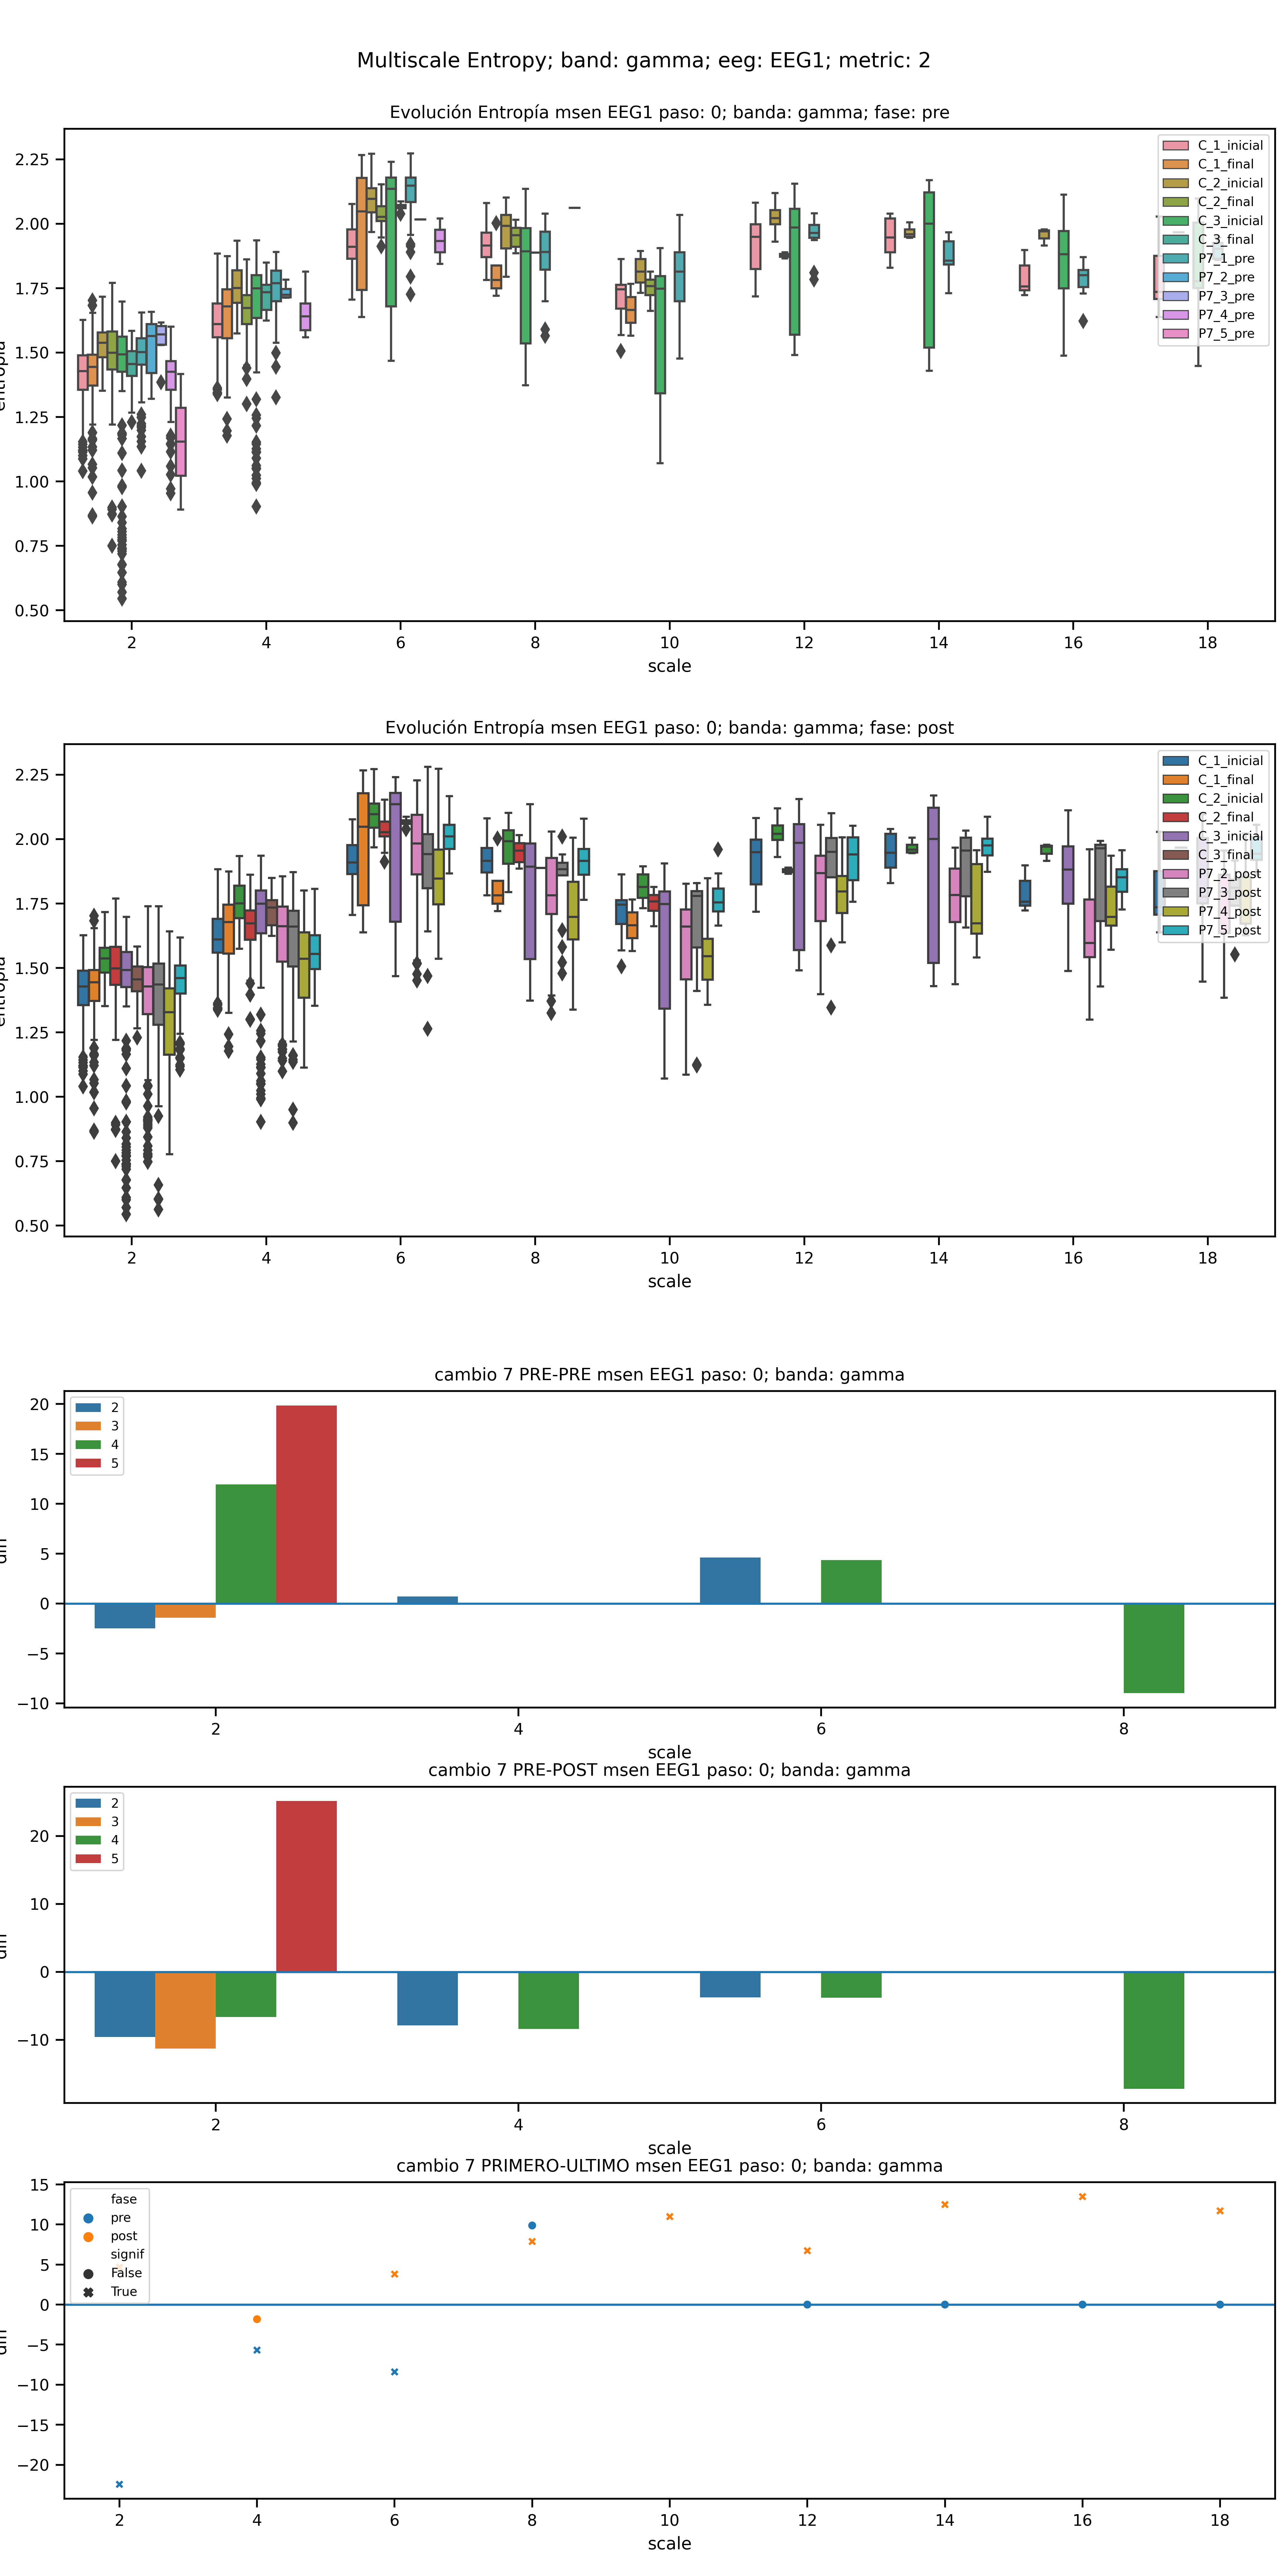 Multiscale Entropy; band: gamma; eeg: EEG1; metric: 2
Evolución Entropía msen EEG1 paso: 0; banda: gamma; fase: pre
2.25
2.00
1.75
1.50
1.25
1.00
0.75
0.50
C_1_inicial
C_1_final
C_2_inicial
C_2_final
C_3_inicial
C_3_final
P7_1_pre
P7_2_pre
P7_3_pre
P7_4_pre
P7_5_pre
2 4 6 8 10 12 14 16 18
scale
Evolución Entropía msen EEG1 paso: 0; banda: gamma; fase: post
2.25
2.00
1.75
1.50
1.25
1.00
0.75
0.50
C_1_inicial
C_1_final
C_2_inicial
C_2_final
C_3_inicial
C_3_final
P7_2_post
P7_3_post
P7_4_post
P7_5_post
2 4 6 8 10 12 14 16 18
scale
cambio 7 PRE-PRE msen EEG1 paso: 0; banda: gamma
20
15
10
5
0
−5
−10
2
3
4
5
2 4 6 8
scale
cambio 7 PRE-POST msen EEG1 paso: 0; banda: gamma
20
10
0
−10
2
3
4
5
2 4 6 8
scale
cambio 7 PRIMERO-ULTIMO msen EEG1 paso: 0; banda: gamma
15
10
5
0
−5
−10
−15
−20
fase
pre
post
signif
False
True
2 4 6 8 10 12 14 16 18
scale